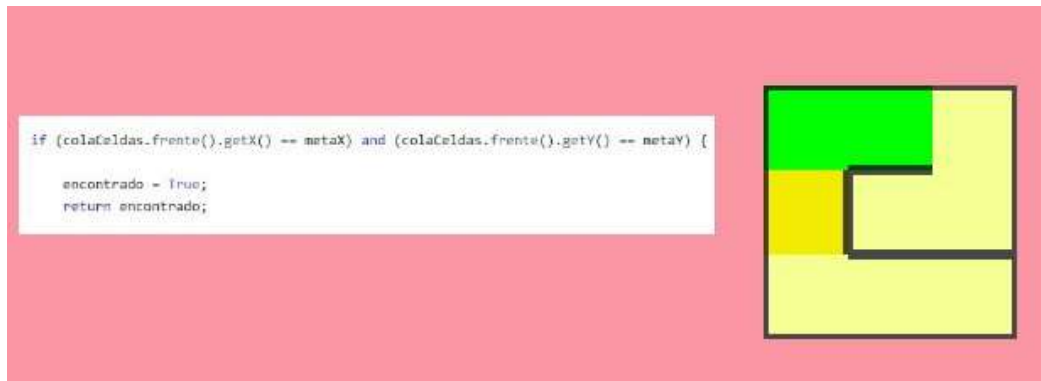 if (colaCeldas.frente().getX() == metaX) and (colaCeldas.frente().getY() == metaY) {
encontrado = True;
return encontrado;